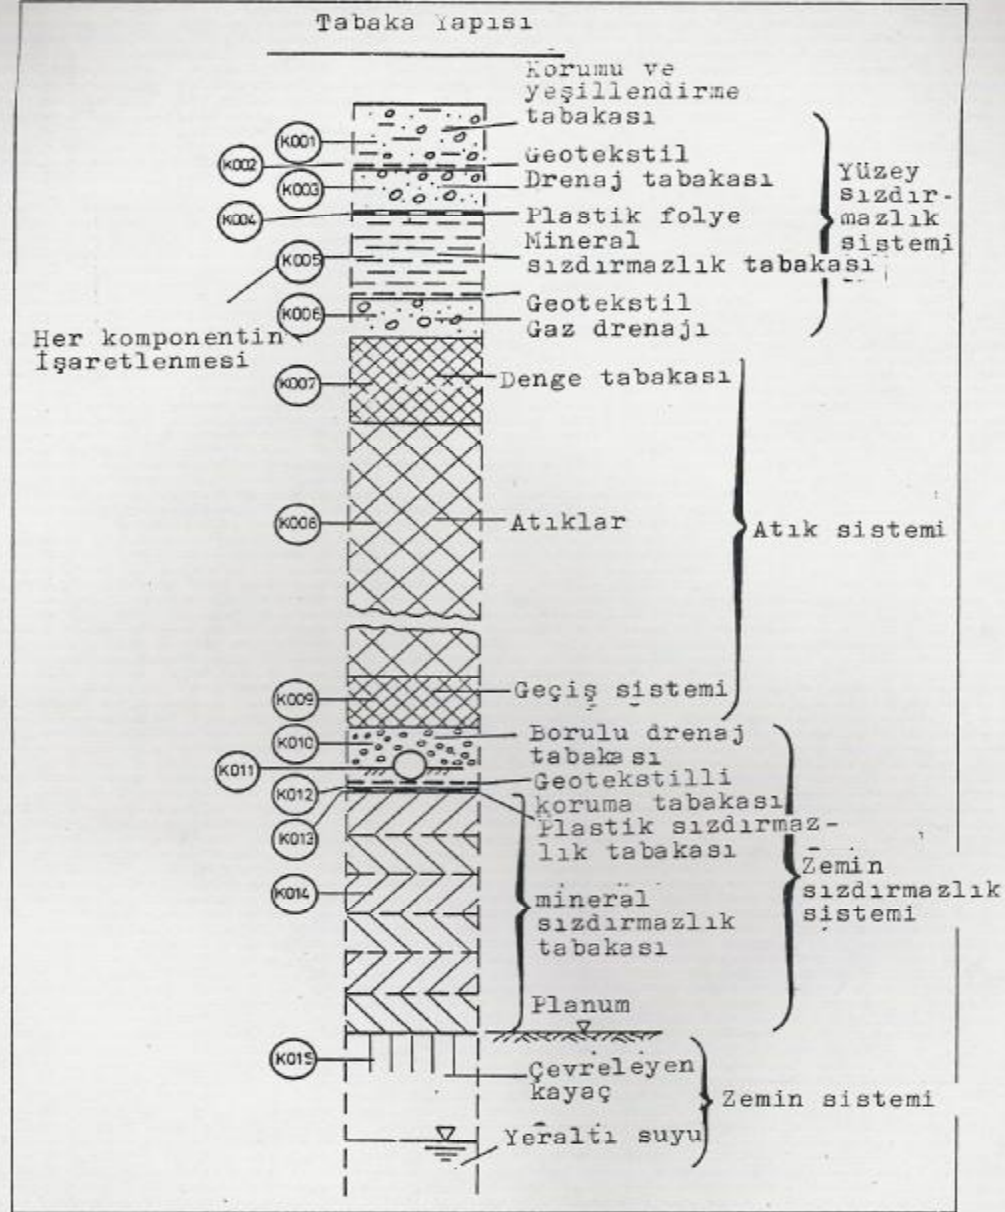 Tabaka Yapısı
Korumu ve
yeşillendirme
tabakası
K001
K002
Geotekstil
K003
Drenaj tabakası
K004
Plastik folye
Mineral
K005
sızdırmazlık tabakası
Geotekstil
K006
Gaz drenajı
Yüzey
sızdır-
mazlık
sistemi
Her komponentin
İşaretlenmesi
K007
Denge tabakası
K008
Atıklar
Atık sistemi
K009
Geçiş sistemi
K010
Borulu drenaj
tabakası
K011
K012
Geotekstilli
koruma tabakası
K013
Plastik sızdırmaz-
lık tabakası
K014
mineral
sızdırmazlık
tabakası
Zemin
sızdırmazlık
sistemi
Planum
K015
Çevreleyen
kayaç
Zemin sistemi
Yeraltı suyu